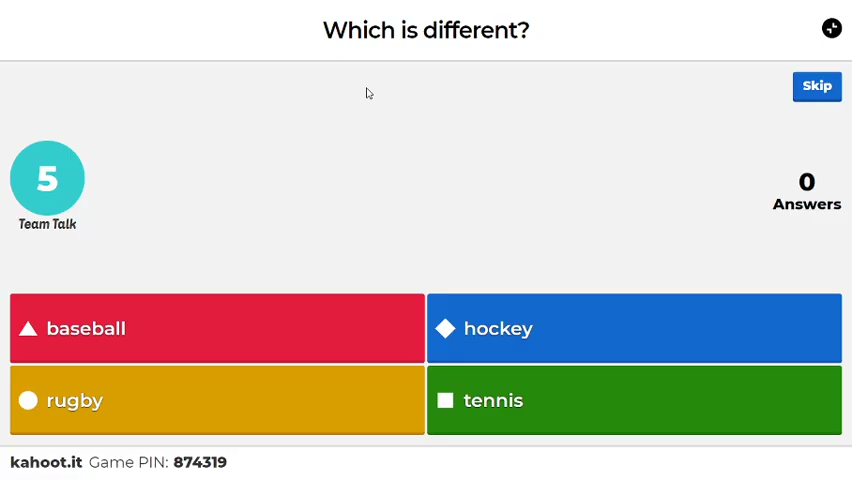 Which is different?
Skip
5
Team Talk
0
Answers
baseball
hockey
rugby
tennis
kahoot.it Game PIN: 874319